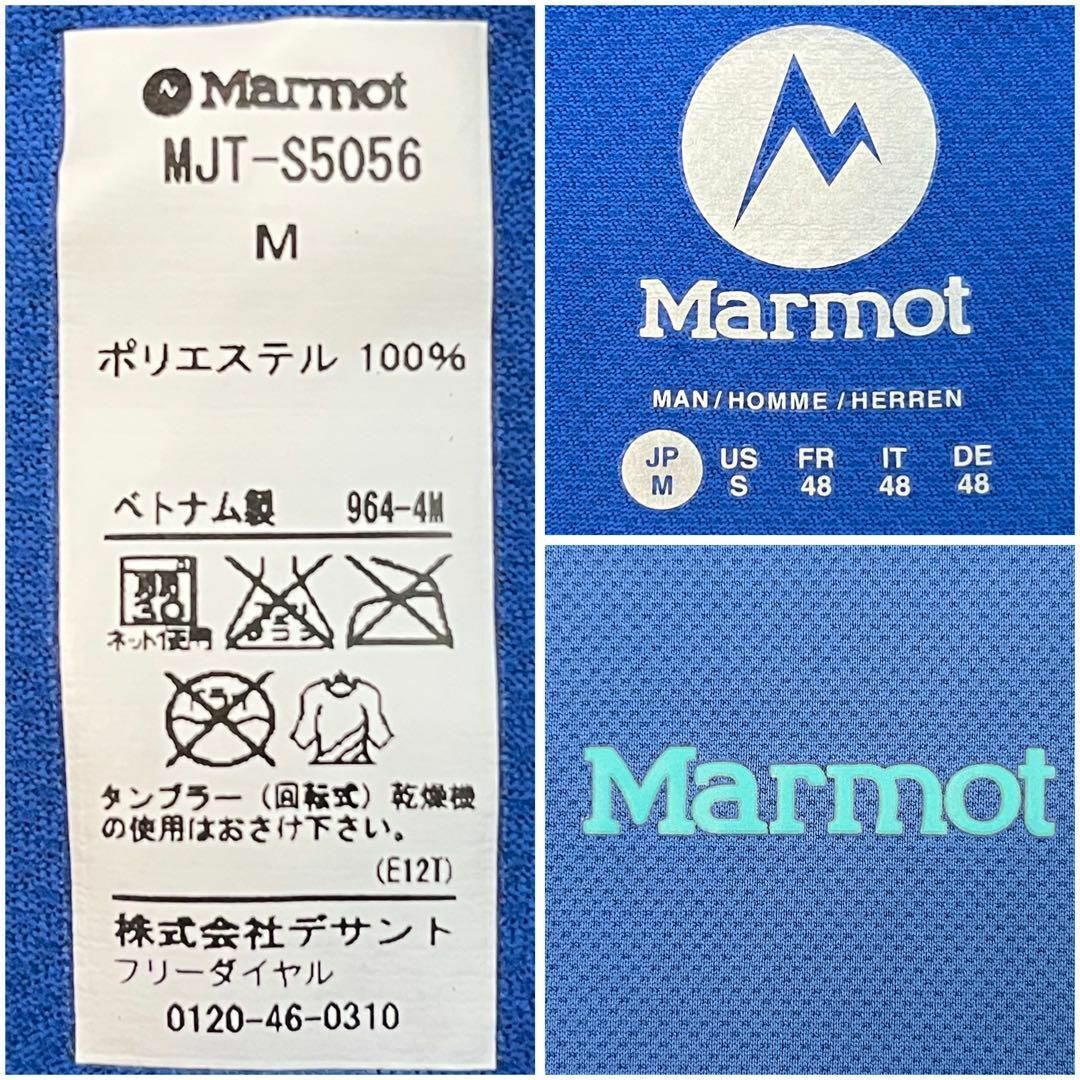 Marmot
MJT-S5056
M
ポリエステル 100%
ベトナム製 964-4M
30
ネット使用
タンブラー（回転式）乾燥機
の使用はおさけ下さい。
(E12T)
株式会社デサント
フリーダイヤル
0120-46-0310
Marmot
MAN/HOMME/HERREN
JP US FR IT DE
M S 48 48 48
Marmot